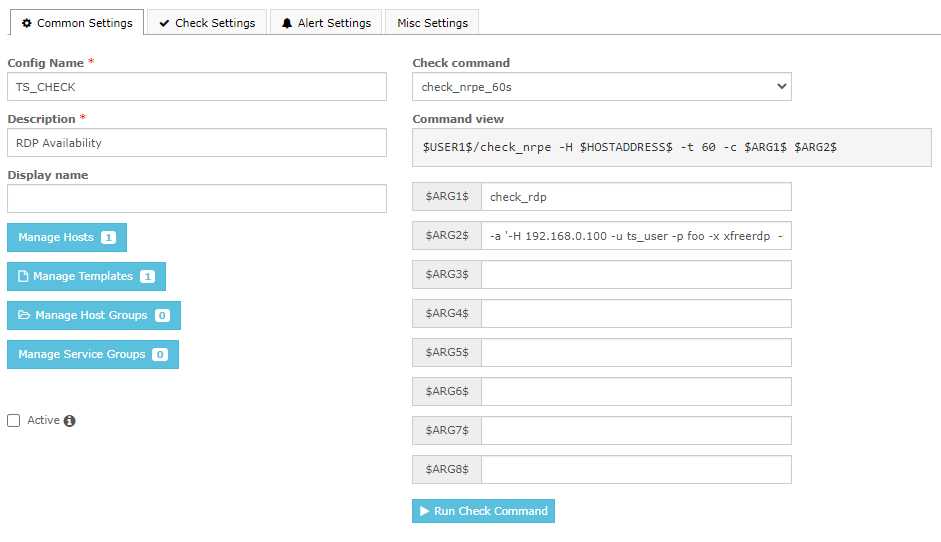 Common Settings
Check Settings
Alert Settings
Misc Settings
Config Name *
TS_CHECK
Description *
RDP Availability
Display name
Manage Hosts 1
Manage Templates 1
Manage Host Groups 0
Manage Service Groups 0
Active
Check command
check_nrpe_60s
Command view
$USER1$/check_nrpe -H $HOSTADDRESS$ -t 60 -c $ARG1$ $ARG2$
$ARG1$ check_rdp
$ARG2$ -a '-H 192.168.0.100 -u ts_user -p foo -x xfreerdp -
$ARG3$
$ARG4$
$ARG5$
$ARG6$
$ARG7$
$ARG8$
Run Check Command